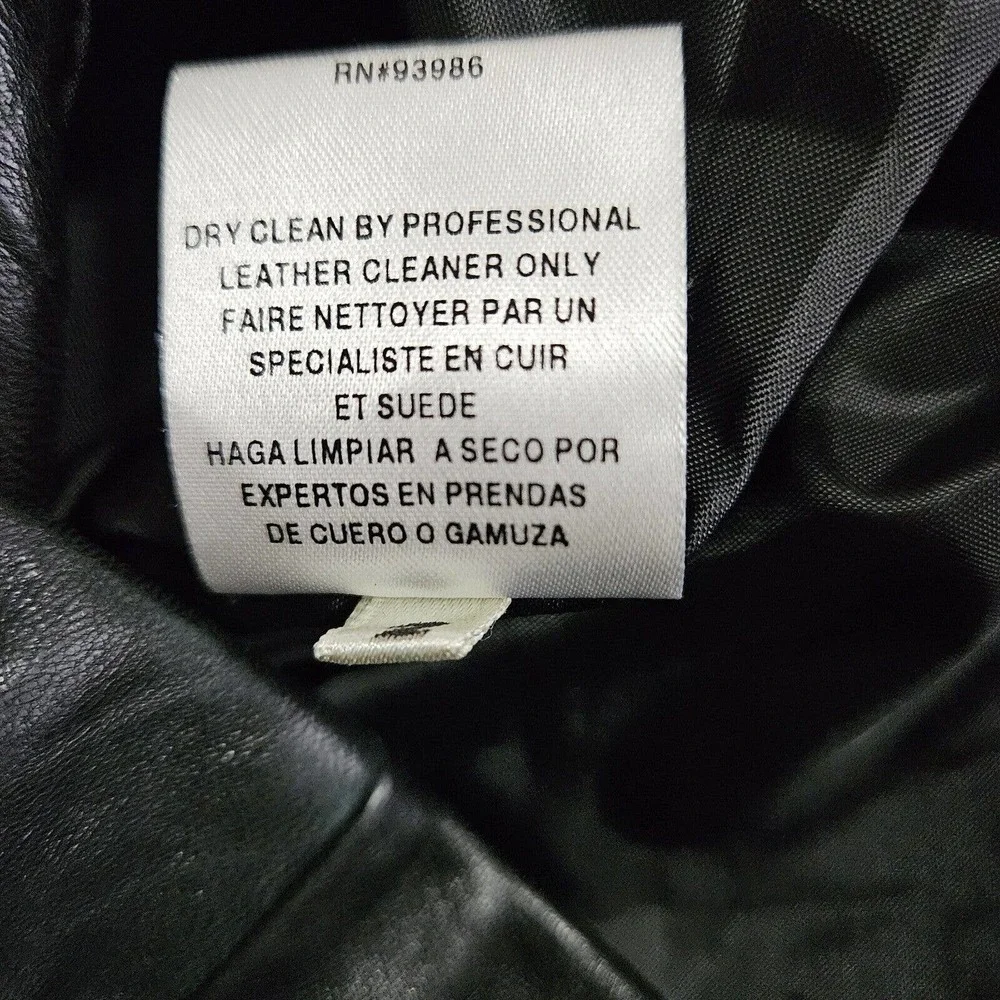 RN#93986
DRY CLEAN BY PROFESSIONAL
LEATHER CLEANER ONLY
FAIRE NETTOYER PAR UN
SPECIALISTE EN CUIR
ET SUEDE
HAGA LIMPIAR A SECO POR
EXPERTOS EN PRENDAS
DE CUERO O GAMUZA